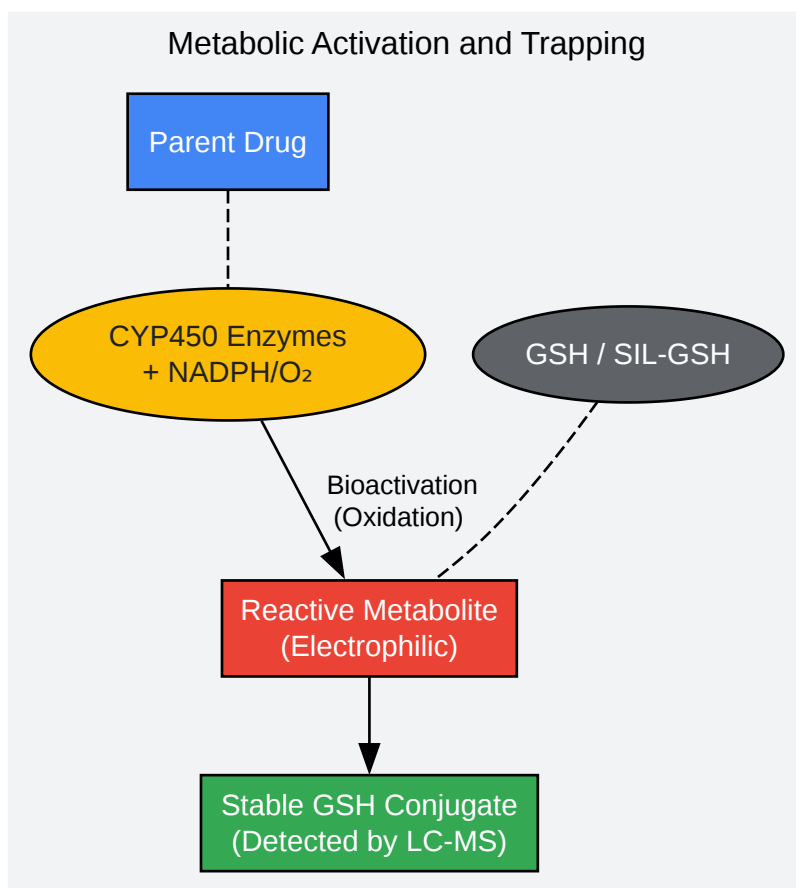 Metabolic Activation and Trapping
Parent Drug
CYP450 Enzymes
+ NADPH/O₂
GSH / SIL-GSH
Bioactivation
(Oxidation)
Reactive Metabolite
(Electrophilic)
Stable GSH Conjugate
(Detected by LC-MS)